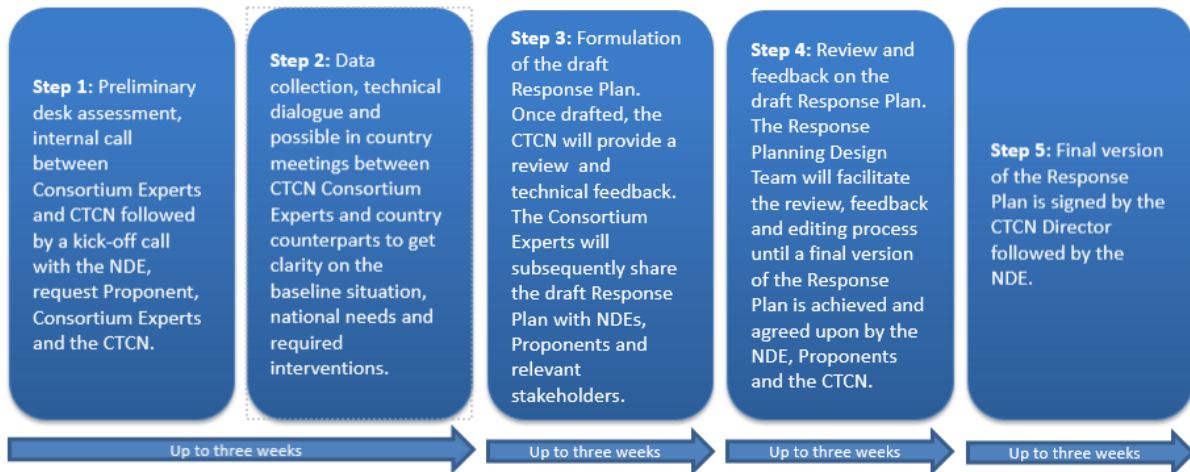 Step 1: Preliminary
desk assessment,
internal call
between
Consortium Experts
and CTCN followed
by a kick-off call
with the NDE,
request Proponent,
Consortium Experts
and the CTCN.
Step 2: Data
collection, technical
dialogue and
possible in country
meetings between
CTCN Consortium
Experts and country
counterparts to get
clarity on the
baseline situation,
national needs and
required
interventions.
Step 3: Formulation
of the draft
Response Plan.
Once drafted, the
CTCN will provide a
review and
technical feedback.
The Consortium
Experts will
subsequently share
the draft Response
Plan with NDEs,
Proponents and
relevant
stakeholders.
Step 4: Review and
feedback on the
draft Response Plan.
The Response
Planning Design
Team will facilitate
the review, feedback
and editing process
until a final version
of the Response
Plan is achieved and
agreed upon by the
NDE, Proponents
and the CTCN.
Step 5: Final version
of the Response
Plan is signed by the
CTCN Director
followed by the
NDE.
Up to three weeks
Up to three weeks
Up to three weeks
Up to three weeks